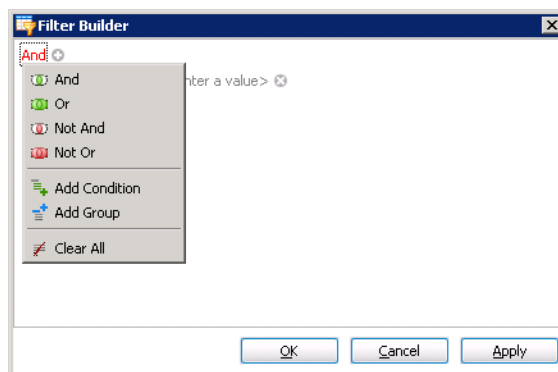 Filter Builder
And
nter a value>
And
Or
Not And
Not Or
Add Condition
Add Group
Clear All
OK
Cancel
Apply